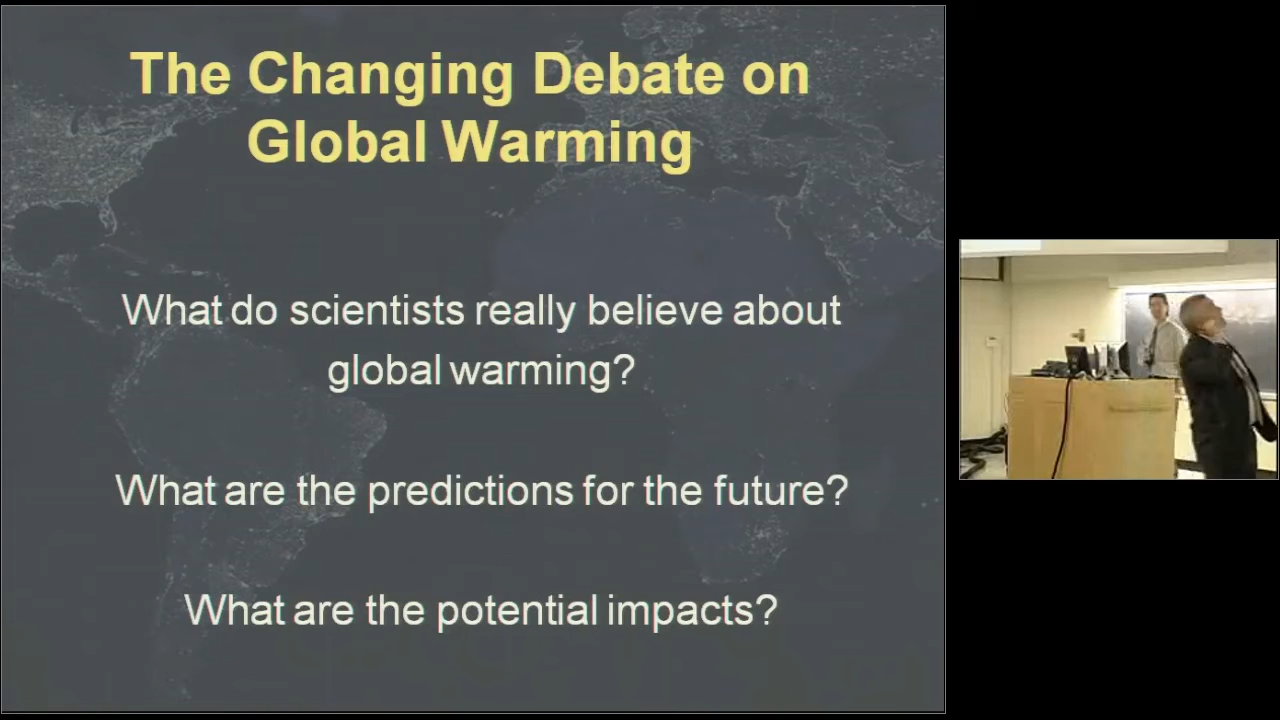 The Changing Debate on
Global Warming
What do scientists really believe about
global warming?
What are the predictions for the future?
What are the potential impacts?